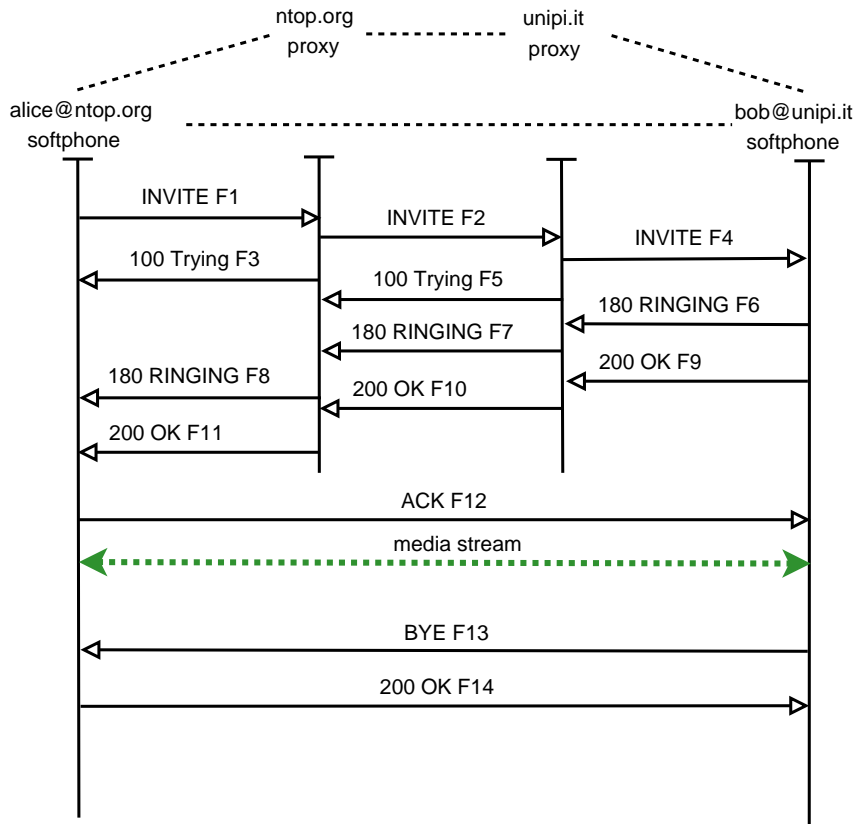 ntop.org
proxy
unipi.it
proxy
alice@ntop.org
softphone
bob@unipi.it
softphone
INVITE F1
INVITE F2
INVITE F4
100 Trying F3
100 Trying F5
180 RINGING F6
180 RINGING F7
200 OK F9
180 RINGING F8
200 OK F10
200 OK F11
ACK F12
media stream
BYE F13
200 OK F14